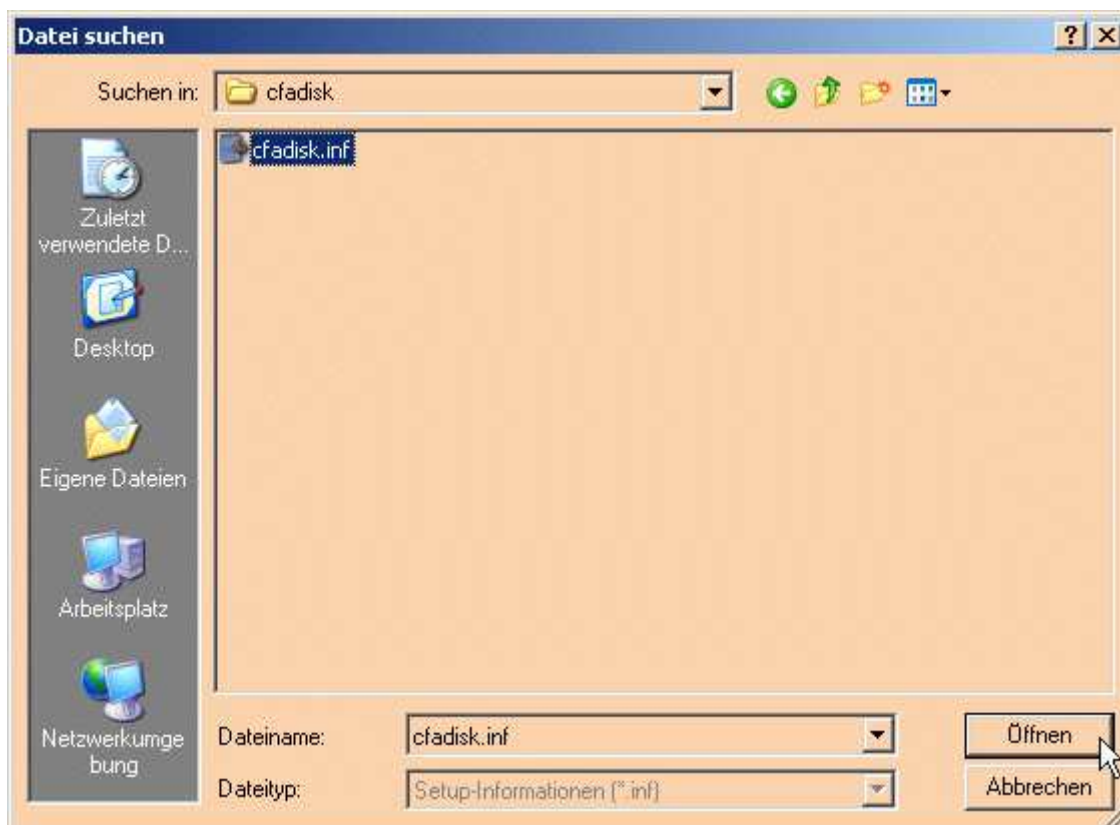 Datei suchen
Suchen in:
cfadisk
cfadisk.inf
Zuletzt
verwendete D...
Desktop
Eigene Dateien
Arbeitsplatz
Netzwerkumge
bung
Dateiname:
cfadisk.inf
Öffnen
Dateityp:
Setup-Informationen (*.inf)
Abbrechen